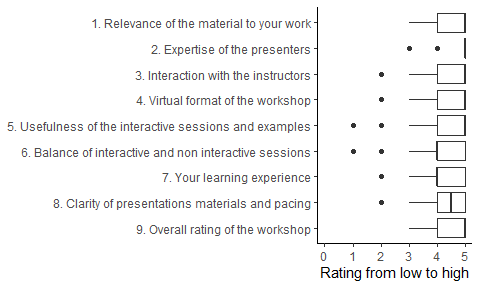 1. Relevance of the material to your work
2. Expertise of the presenters
3. Interaction with the instructors
4. Virtual format of the workshop
5. Usefulness of the interactive sessions and examples
6. Balance of interactive and non interactive sessions
7. Your learning experience
8. Clarity of presentations materials and pacing
9. Overall rating of the workshop
0 1 2 3 4 5
Rating from low to high